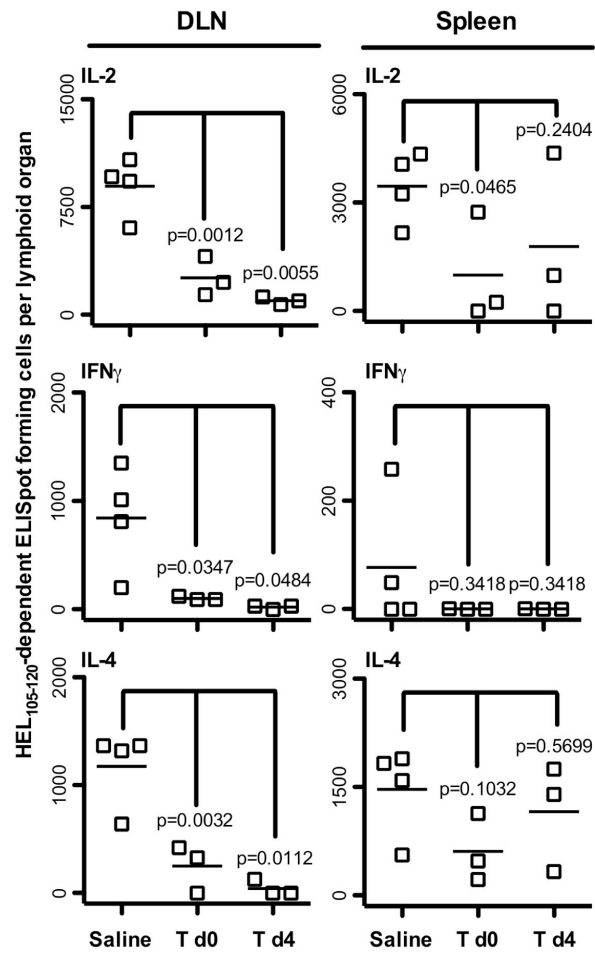 DLN
Spleen
HEL105-120-dependent ELISpot forming cells per lymphoid organ
IL-2
15000
7500
0
p=0.0012
p=0.0055
IL-2
6000
3000
0
p=0.0465
p=0.2404
IFNγ
2000
1000
0
p=0.0347
p=0.0484
IFNγ
400
200
0
p=0.3418 p=0.3418
IL-4
2000
1000
0
p=0.0032
p=0.0112
Saline T d0 T d4
IL-4
3000
1500
0
p=0.1032
p=0.5699
Saline T d0 T d4